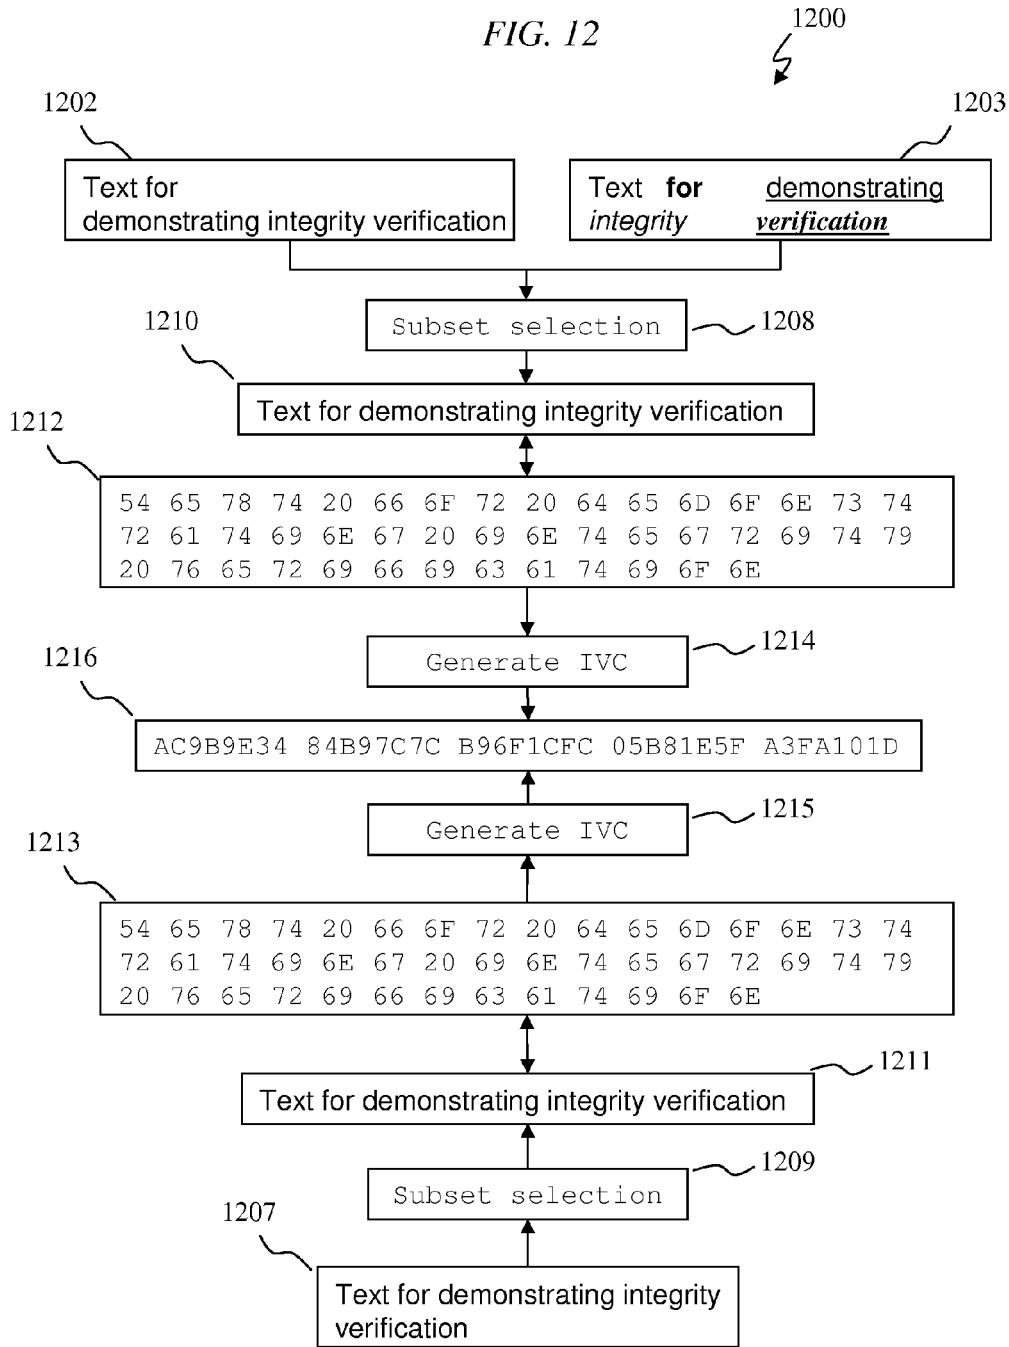 FIG. 12
1200
1202
1203
Text for
demonstrating integrity verification
Text for demonstrating
integrity verification
1210
Subset selection
1208
Text for demonstrating integrity verification
1212
54 65 78 74 20 66 6F 72 20 64 65 6D 6F 6E 73 74
72 61 74 69 6E 67 20 69 6E 74 65 67 72 69 74 79
20 76 65 72 69 66 69 63 61 74 69 6F 6E
1214
Generate IVC
1216
AC9B9E34 84B97C7C B96F1CFC 05B81E5F A3FA101D
1215
Generate IVC
1213
54 65 78 74 20 66 6F 72 20 64 65 6D 6F 6E 73 74
72 61 74 69 6E 67 20 69 6E 74 65 67 72 69 74 79
20 76 65 72 69 66 69 63 61 74 69 6F 6E
1211
Text for demonstrating integrity verification
1209
Subset selection
1207
Text for demonstrating integrity
verification